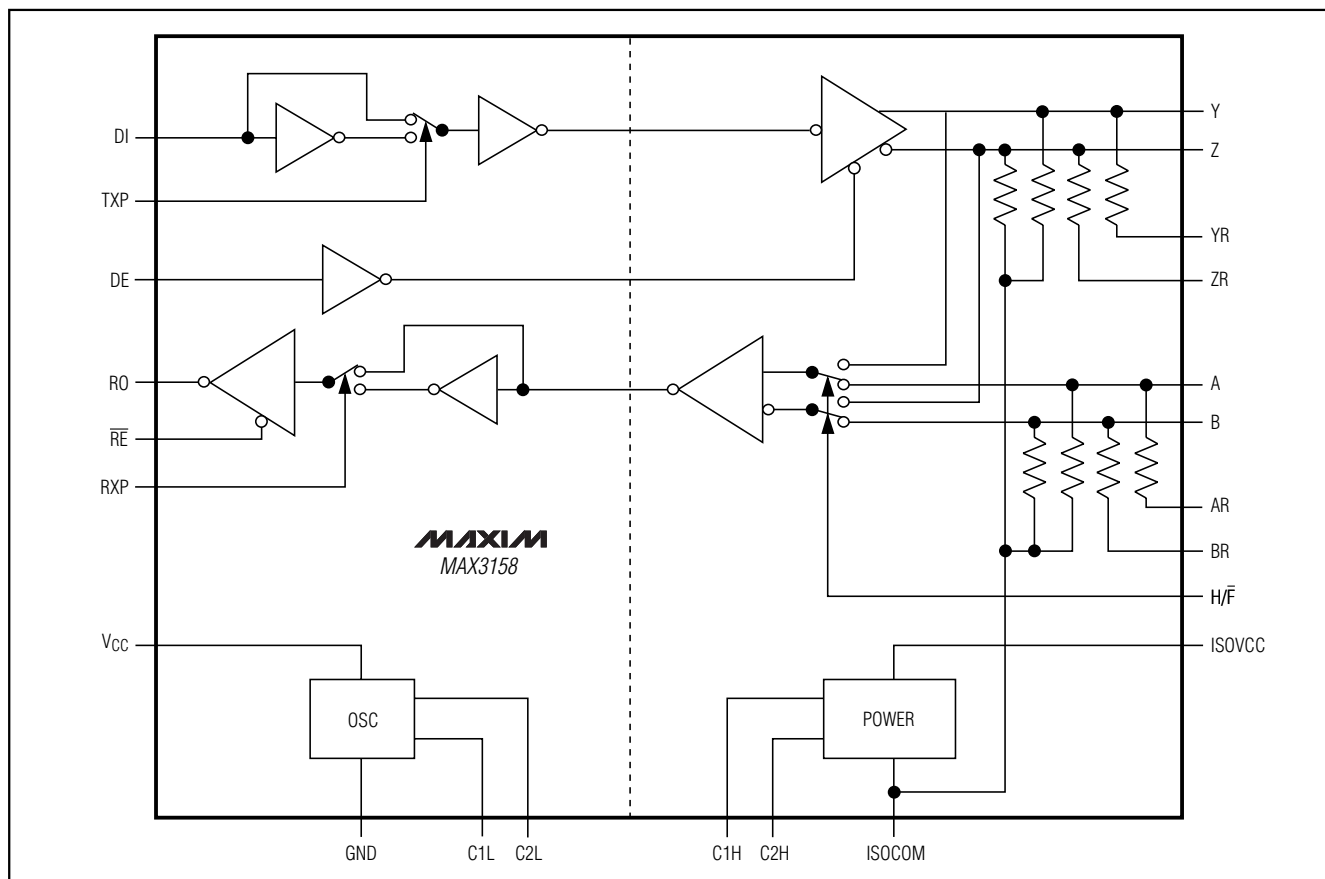 DI
TXP
DE
RO
R̅E̅
RXP
VCC
Y
Z
YR
ZR
A
B
AR
BR
H/F̅
ISOVCC
MAXIM
MAX3158
OSC
POWER
GND
C1L
C2L
C1H
C2H
ISOCOM